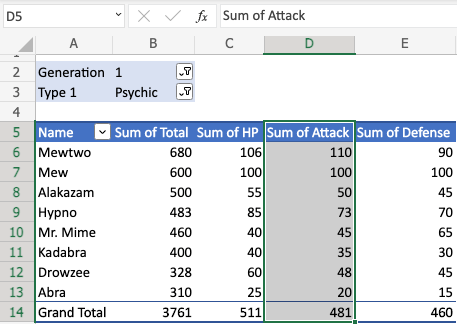 D5 fx Sum of Attack
A B C D E
2 Generation 1
3 Type 1 Psychic
4
5 Name Sum of Total Sum of HP Sum of Attack Sum of Defense
6 Mewtwo 680 106 110 90
7 Mew 600 100 100 100
8 Alakazam 500 55 50 45
9 Hypno 483 85 73 70
10 Mr. Mime 460 40 45 65
11 Kadabra 400 40 35 30
12 Drowzee 328 60 48 45
13 Abra 310 25 20 15
14 Grand Total 3761 511 481 460